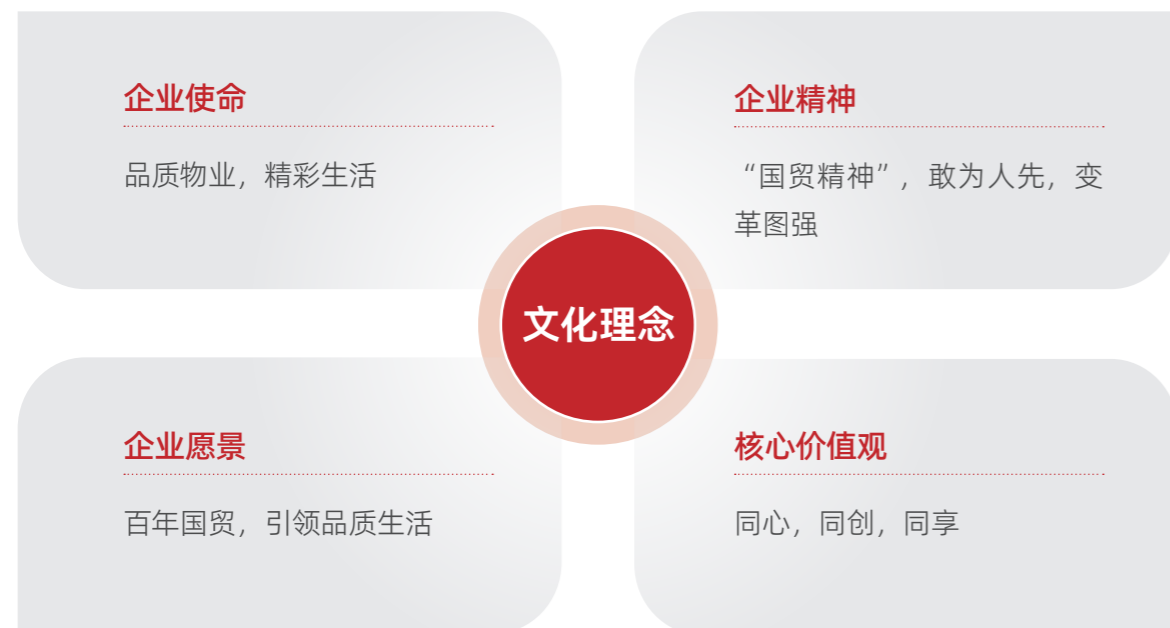 企业使命
品质物业，精彩生活
企业精神
“国贸精神”，敢为人先，变
革图强
文化理念
企业愿景
百年国贸，引领品质生活
核心价值观
同心，同创，同享